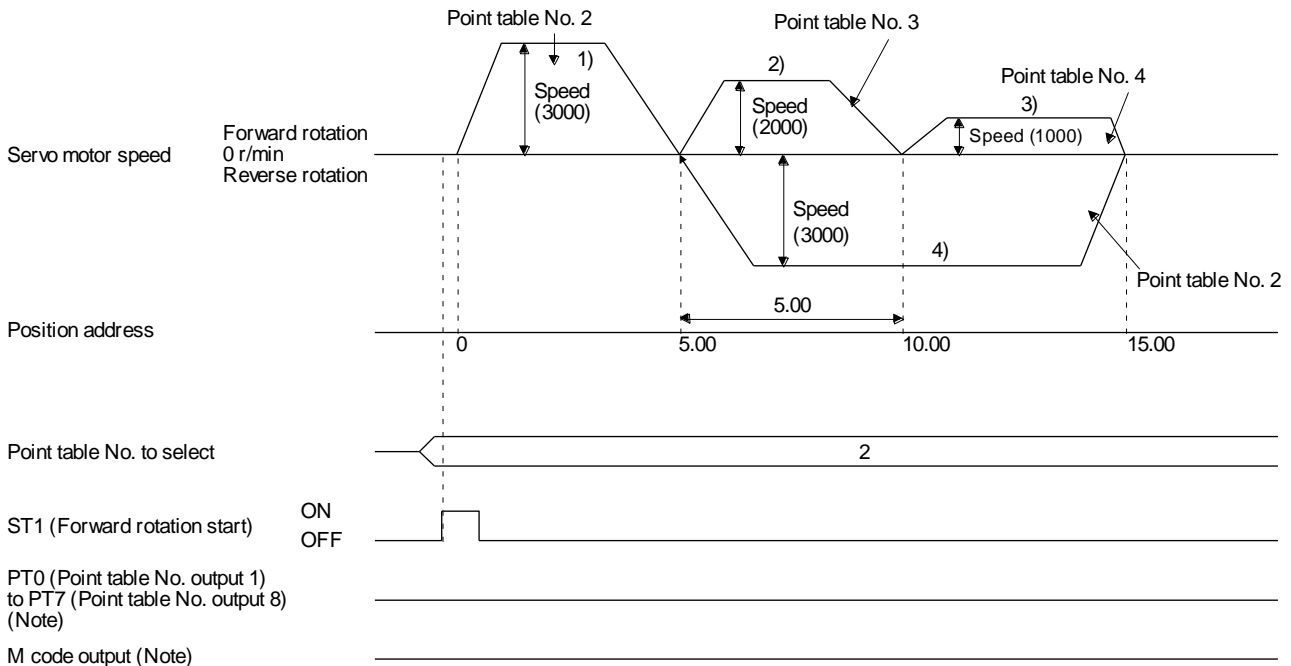 Point table No. 2
Point table No. 3
1)
2)
Point table No. 4
3)
Speed
(3000)
Speed
(2000)
Speed (1000)
Servo motor speed
Forward rotation
0 r/min
Reverse rotation
Speed
(3000)
4)
Point table No. 2
5.00
Position address
0
5.00
10.00
15.00
Point table No. to select
2
ST1 (Forward rotation start)
ON
OFF
PT0 (Point table No. output 1)
to PT7 (Point table No. output 8)
(Note)
M code output (Note)